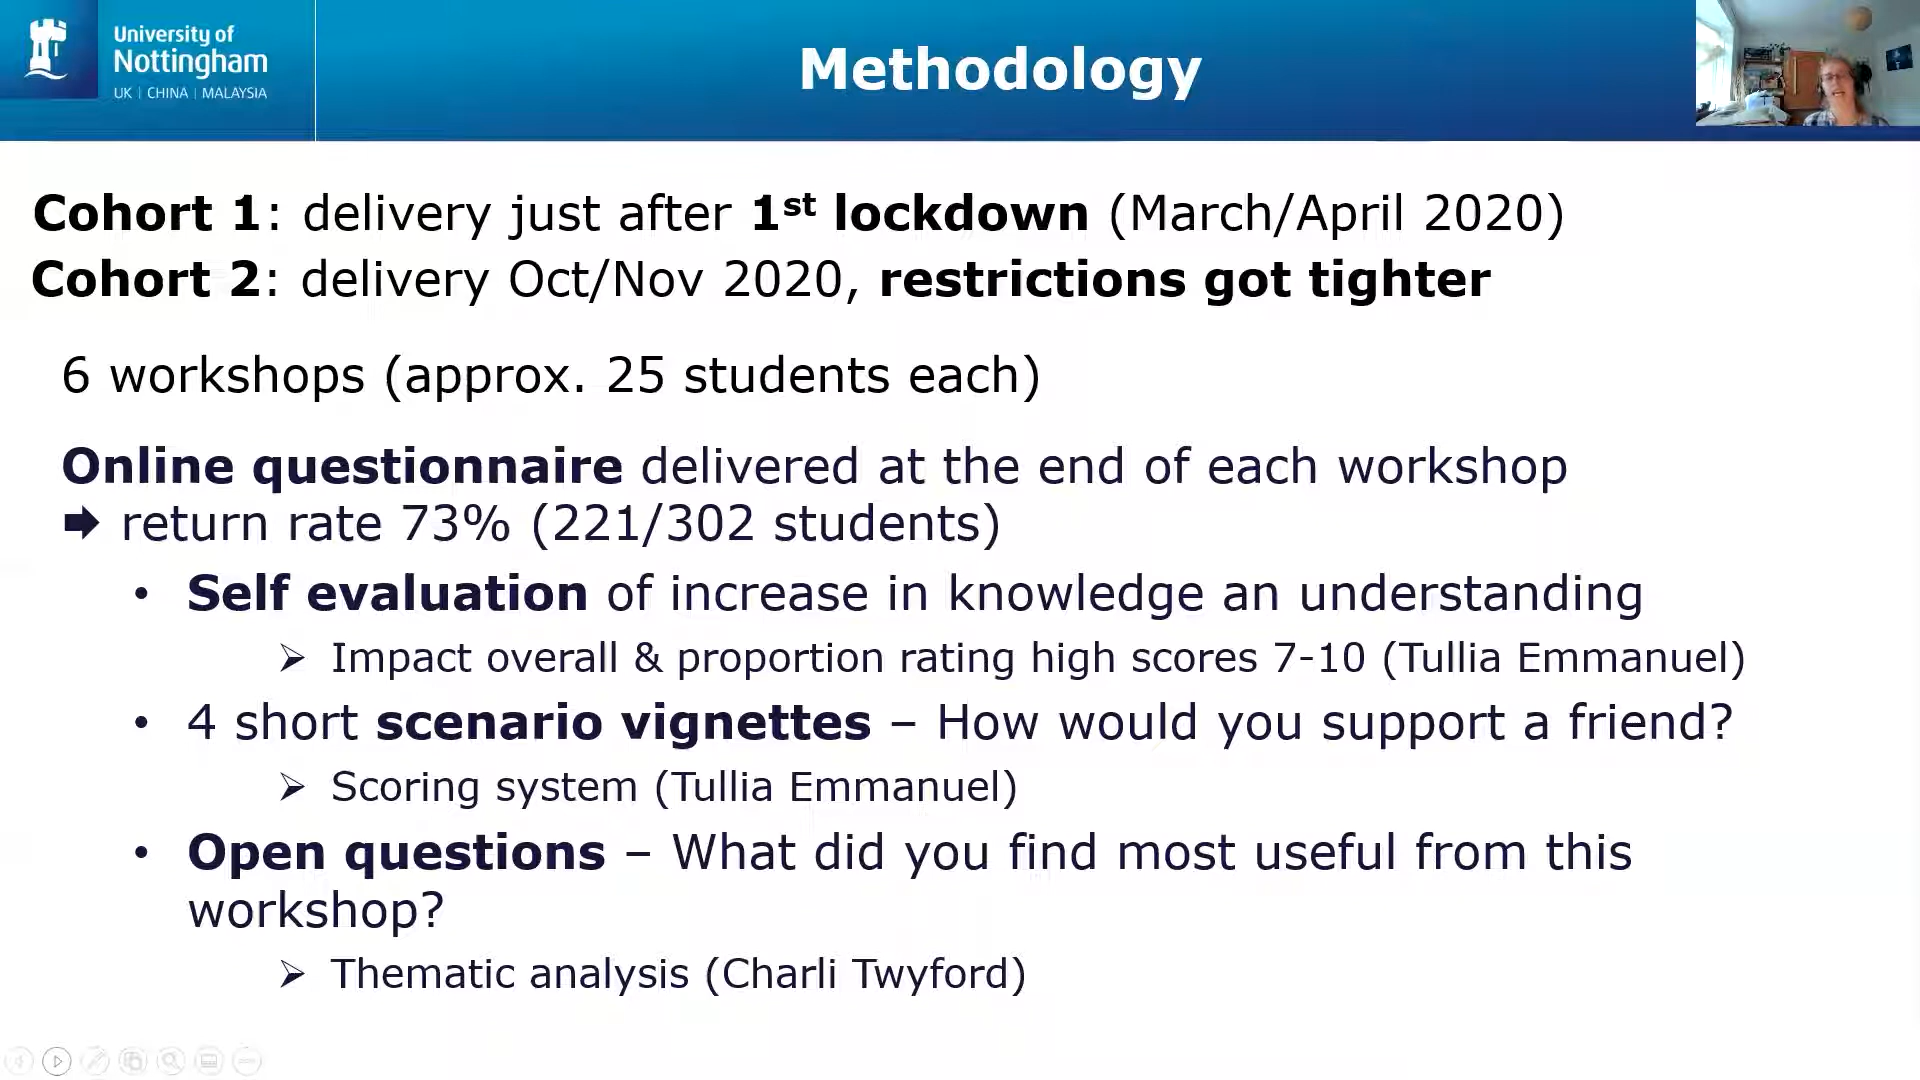 University of
Nottingham
UK | CHINA | MALAYSIA
Methodology
Cohort 1: delivery just after 1st lockdown (March/April 2020)
Cohort 2: delivery Oct/Nov 2020, restrictions got tighter
6 workshops (approx. 25 students each)
Online questionnaire delivered at the end of each workshop
➡ return rate 73% (221/302 students)
• Self evaluation of increase in knowledge an understanding
➢ Impact overall & proportion rating high scores 7-10 (Tullia Emmanuel)
• 4 short scenario vignettes – How would you support a friend?
➢ Scoring system (Tullia Emmanuel)
• Open questions – What did you find most useful from this
workshop?
➢ Thematic analysis (Charli Twyford)